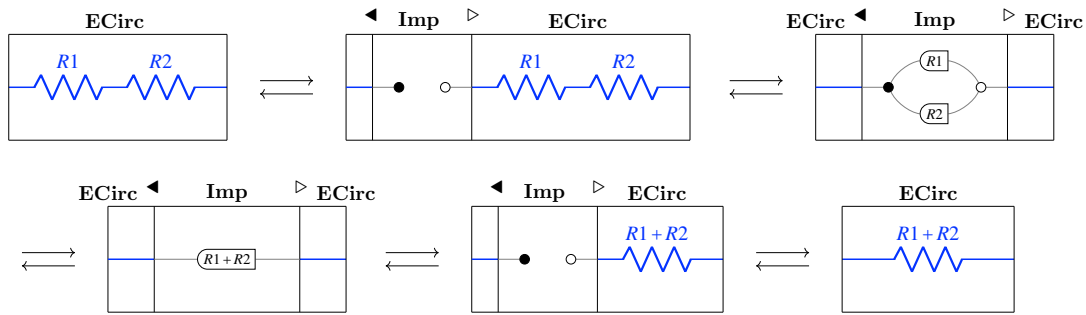 ECirc ◀ Imp ▷ ECirc ECirc ◀ Imp ▷ ECirc
R1 R2 R1 R2 R1
R2
ECirc ◀ Imp ▷ ECirc ◀ Imp ▷ ECirc ECirc
R1+R2 R1+R2 R1+R2